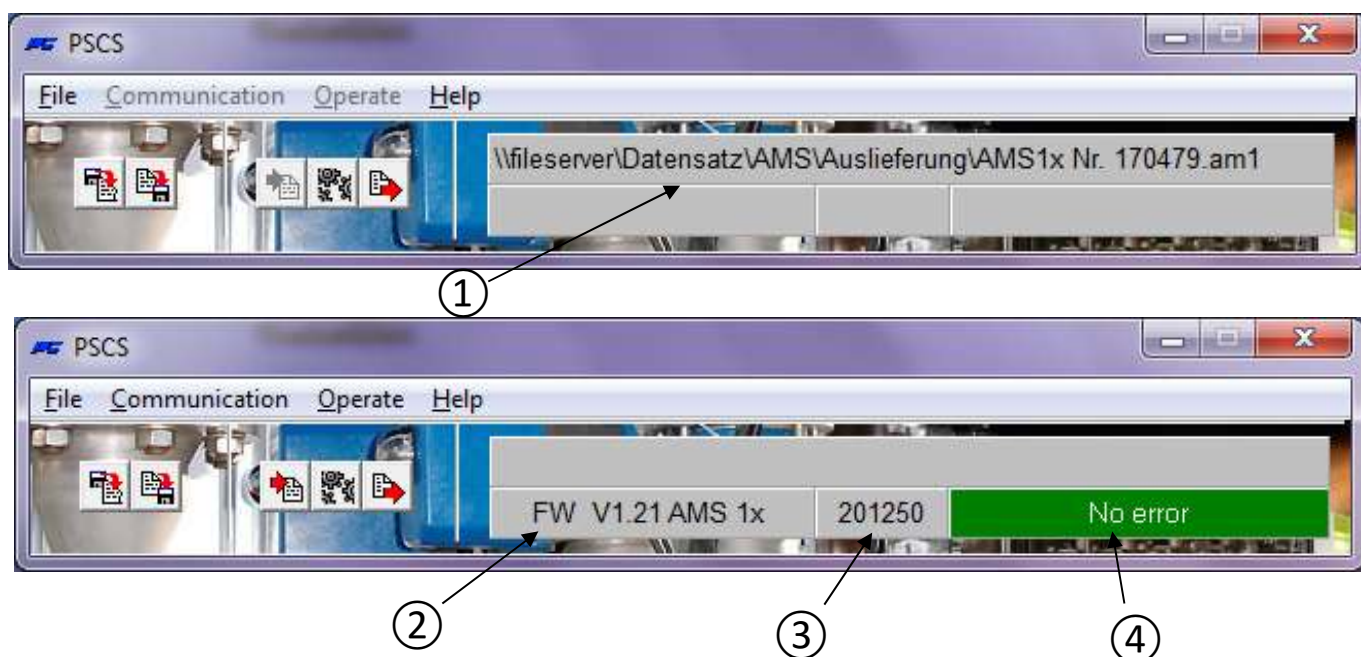 PSCS
File Communication Operate Help
\\fileserver\Datensatz\AMS\Auslieferung\AMS1x Nr. 170479.am1
①
PSCS
File Communication Operate Help
FW V1.21 AMS 1x 201250 No error
② ③ ④